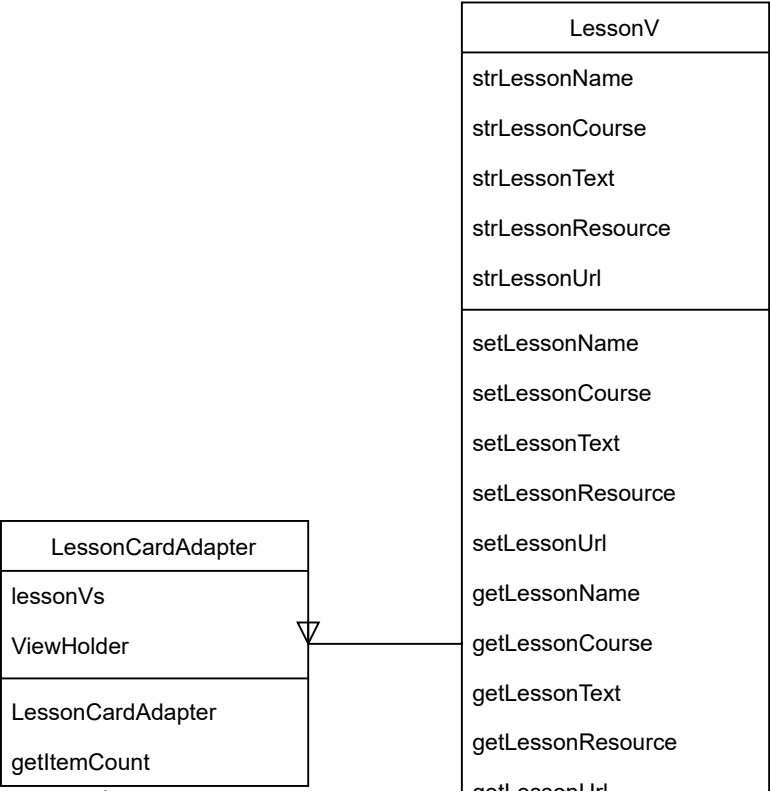 LessonV
strLessonName
strLessonCourse
strLessonText
strLessonResource
strLessonUrl
setLessonName
setLessonCourse
setLessonText
setLessonResource
setLessonUrl
getLessonName
getLessonCourse
getLessonText
getLessonResource
getLessonUrl
LessonCardAdapter
lessonVs
ViewHolder
LessonCardAdapter
getItemCount